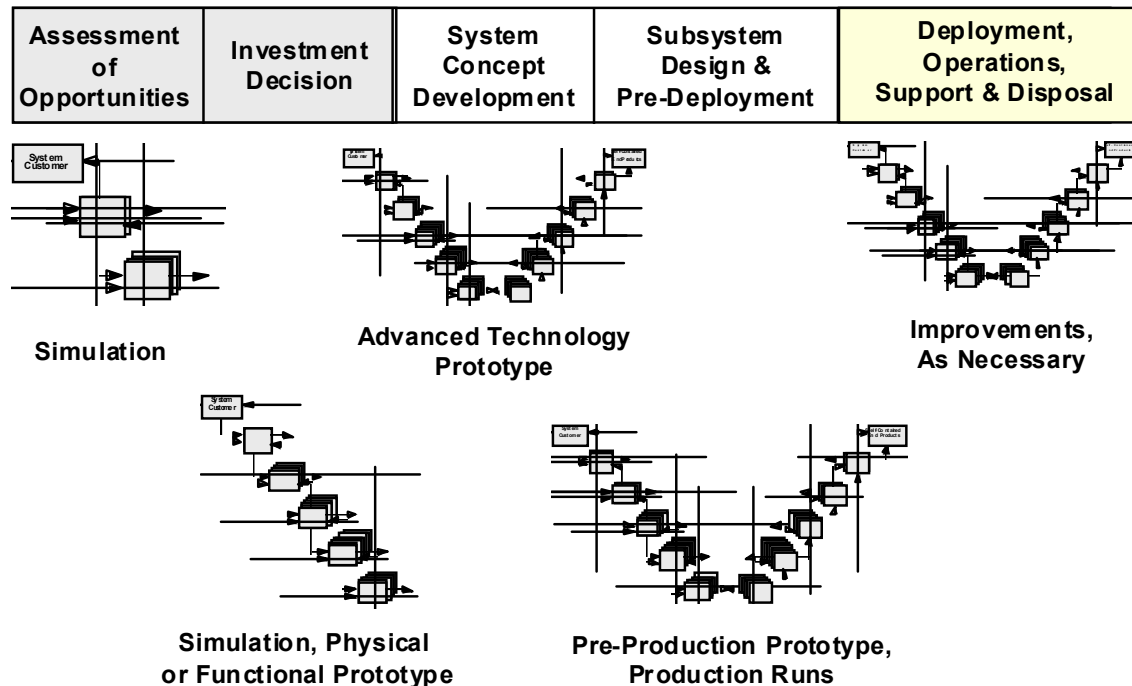 Assessment
of
Opportunities
Investment
Decision
System
Concept
Development
Subsystem
Design &
Pre-Deployment
Deployment,
Operations,
Support & Disposal
System
Customer
Simulation
Customer
Advanced Technology
Prototype
Improvements,
As Necessary
System
Customer
Simulation, Physical
or Functional Prototype
System
Customer
Pre-Production Prototype,
Production Runs